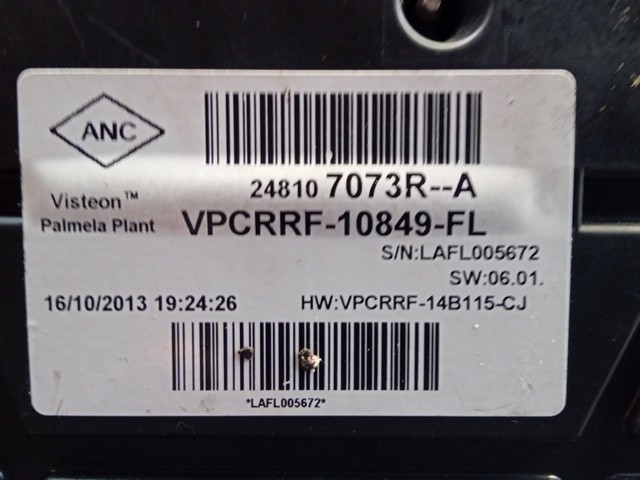 ANC
24810 7073R--A
Visteon™
Palmela Plant
VPCRRF-10849-FL
S/N:LAFL005672
SW:06.01.
16/10/2013 19:24:26
HW:VPCRRF-14B115-CJ
*LAFL005672*